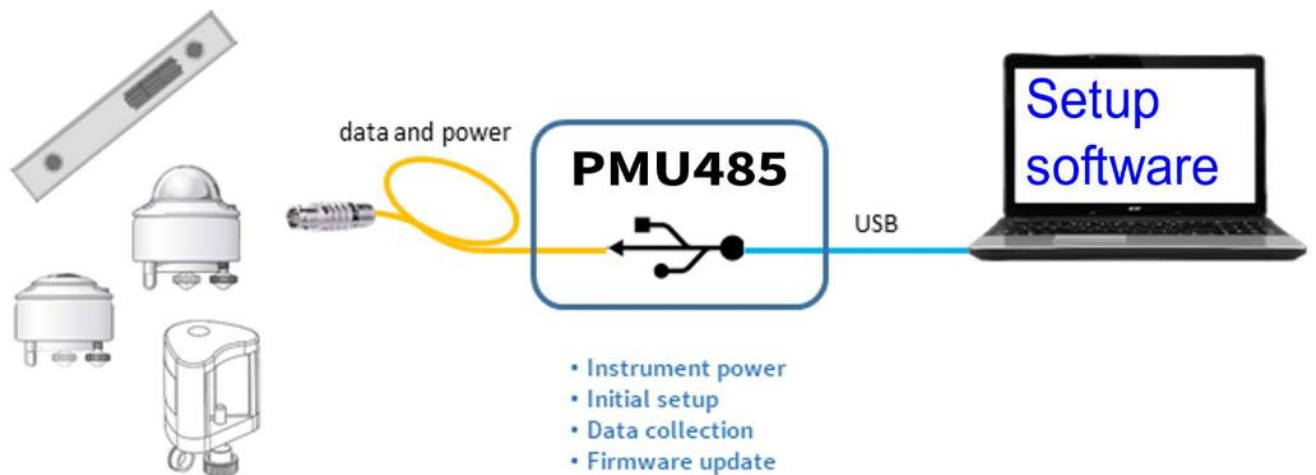 data and power
PMU485
USB
Setup
software
• Instrument power
• Initial setup
• Data collection
• Firmware update